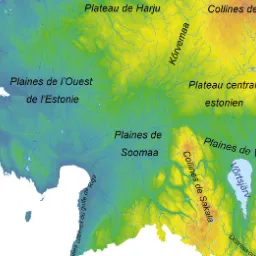 Plateau de Harju
Collines de
Kõrvemaa
Plaines de l'Ouest
de l'Estonie
Plateau central
estonien
Plaines de
Soomaa
Plaines de
Võrtsjärv
Collines de Sakala